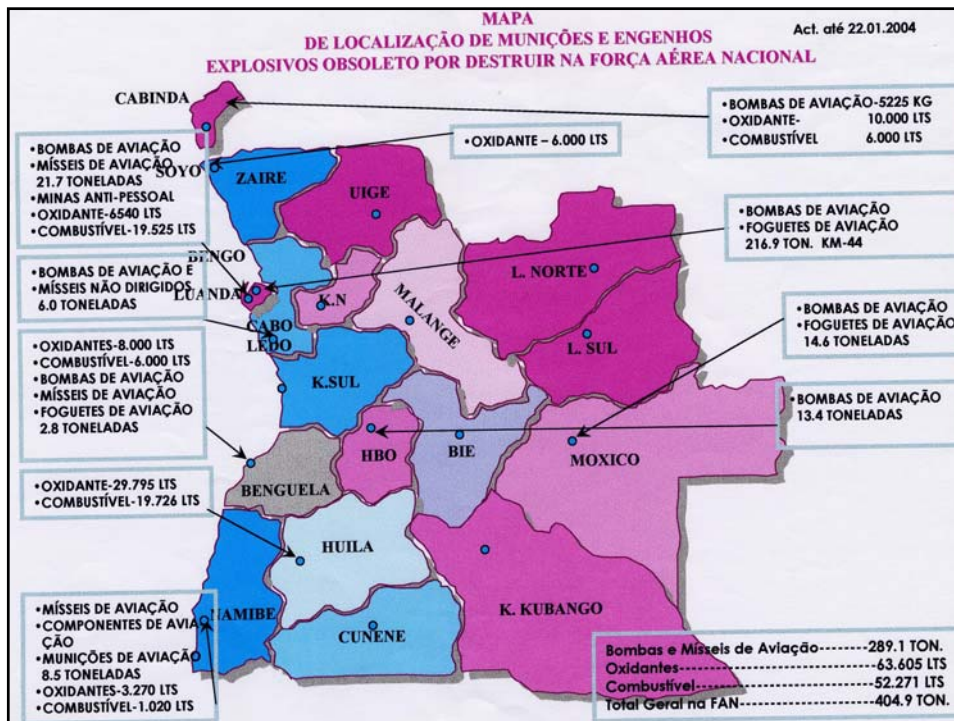 MAPA
DE LOCALIZAÇÃO DE MUNIÇÕES E ENGENHOS
EXPLOSIVOS OBSOLETO POR DESTRUIR NA FORÇA AÉREA NACIONAL
Act. até 22.01.2004
CABINDA
•BOMBAS DE AVIAÇÃO-5225 KG
•OXIDANTE- 10.000 LTS
•COMBUSTÍVEL 6.000 LTS
•BOMBAS DE AVIAÇÃO
•MÍSSEIS DE AVIAÇÃO
21.7 TONELADAS
•MINAS ANTI-PESSOAL
•OXIDANTE-6540 LTS
•COMBUSTÍVEL-19.525 LTS
SOYO
•OXIDANTE – 6.000 LTS
ZAIRE
UIGE
•BOMBAS DE AVIAÇÃO
•FOGUETES DE AVIAÇÃO
216.9 TON. KM-44
BENGO
•BOMBAS DE AVIAÇÃO E
•MÍSSEIS NÃO DIRIGIDOS
6.0 TONELADAS
LUANDA
K.N
MALANGE
L. NORTE
CABO
LEDO
L. SUL
•BOMBAS DE AVIAÇÃO
•FOGUETES DE AVIAÇÃO
14.6 TONELADAS
•OXIDANTES-8.000 LTS
•COMBUSTÍVEL-6.000 LTS
•BOMBAS DE AVIAÇÃO
•MÍSSEIS DE AVIAÇÃO
•FOGUETES DE AVIAÇÃO
2.8 TONELADAS
K.SUL
•BOMBAS DE AVIAÇÃO
13.4 TONELADAS
HBO
BIE
MOXICO
BENGUELA
•OXIDANTE-29.795 LTS
•COMBUSTÍVEL-19.726 LTS
HUILA
K. KUBANGO
NAMIBE
CUNENE
•MÍSSEIS DE AVIAÇÃO
•COMPONENTES DE AVIA
ÇÃO
•MUNIÇÕES DE AVIAÇÃO
8.5 TONELADAS
•OXIDANTES-3.270 LTS
•COMBUSTÍVEL-1.020 LTS
Bombas e Mísseis de Aviação------289.1 TON.
Oxidantes------63.605 LTS
Combustível------52.271 LTS
Total Geral na FAN------404.9 TON.